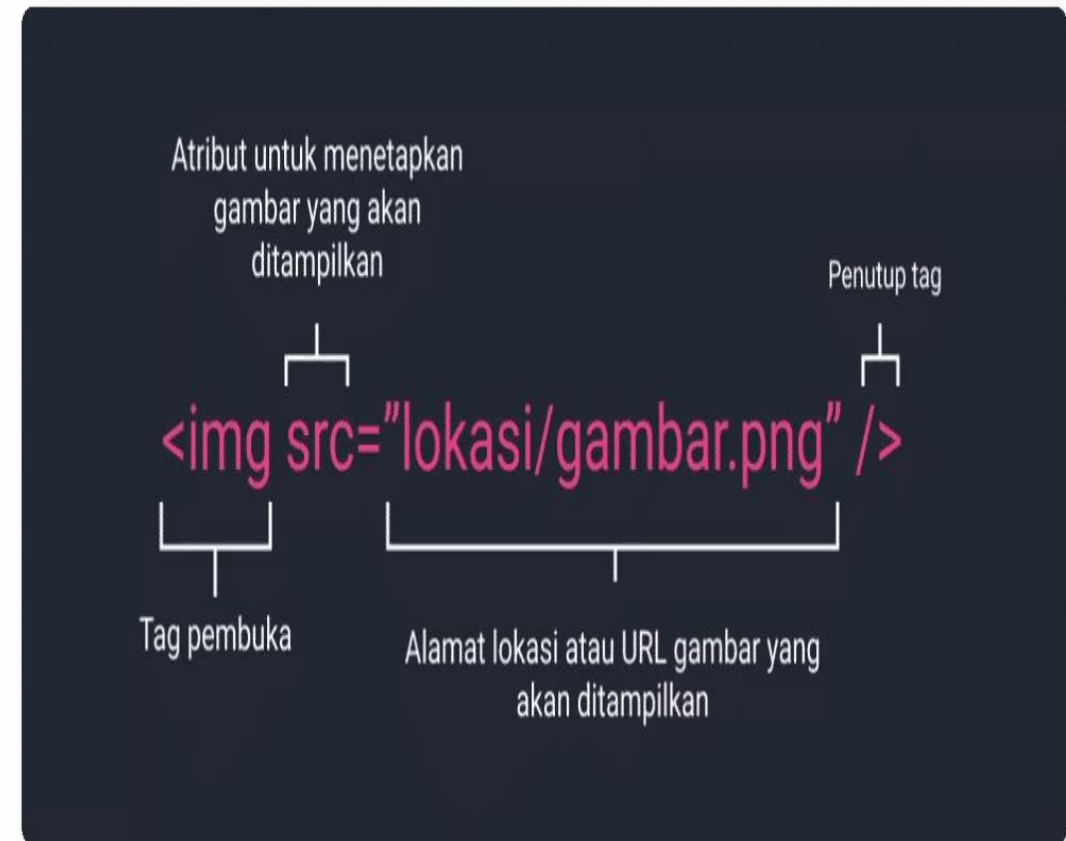 Atribut untuk menetapkan
gambar yang akan
ditampilkan
Penutup tag
<img src=”lokasi/gambar.png” />
Tag pembuka
Alamat lokasi atau URL gambar yang
akan ditampilkan